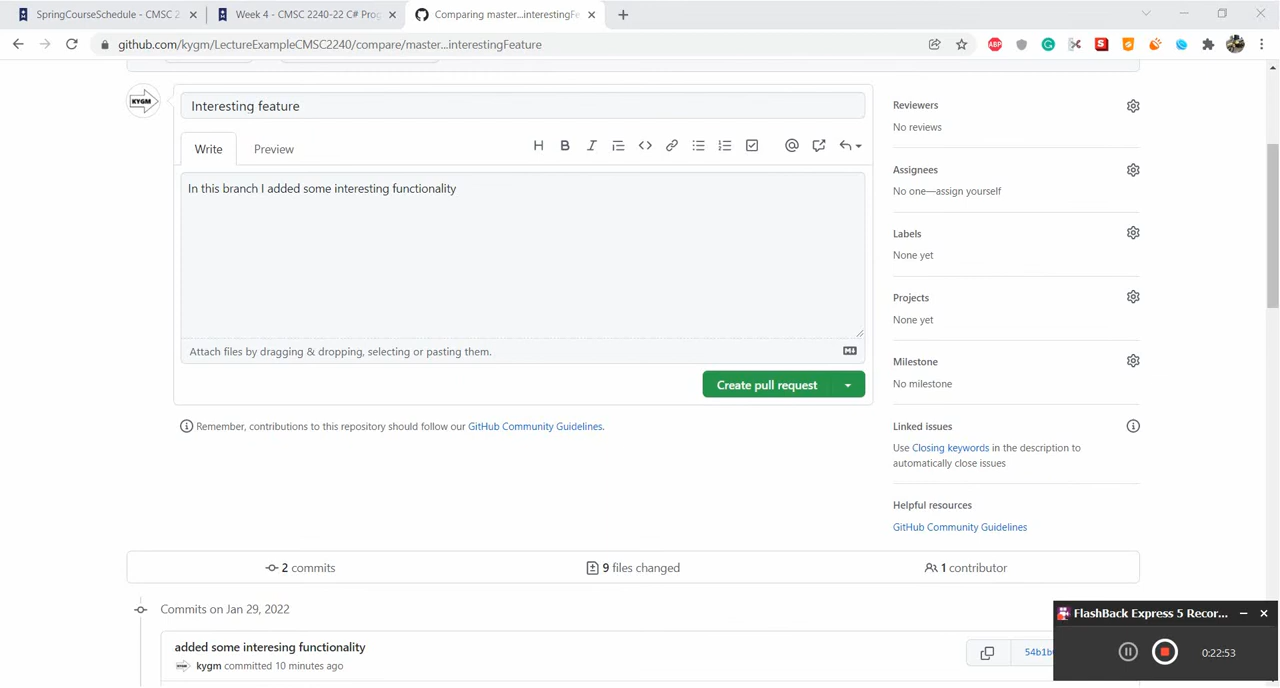 SpringCourseSchedule - CMSC 2
Week 4 - CMSC 2240-22 C# Prog
Comparing master...interestingFe
github.com/kygm/LectureExampleCMSC2240/compare/master...interestingFeature
ABP
KYGM
Interesting feature
Write
Preview
H B I
In this branch I added some interesting functionality
Attach files by dragging & dropping, selecting or pasting them.
Create pull request
Remember, contributions to this repository should follow our GitHub Community Guidelines.
Reviewers
No reviews
Assignees
No one—assign yourself
Labels
None yet
Projects
None yet
Milestone
No milestone
Linked issues
Use Closing keywords in the description to
automatically close issues
Helpful resources
GitHub Community Guidelines
2 commits
9 files changed
1 contributor
Commits on Jan 29, 2022
added some interesing functionality
kygm committed 10 minutes ago
54b1b
FlashBack Express 5 Recor...
0:22:53